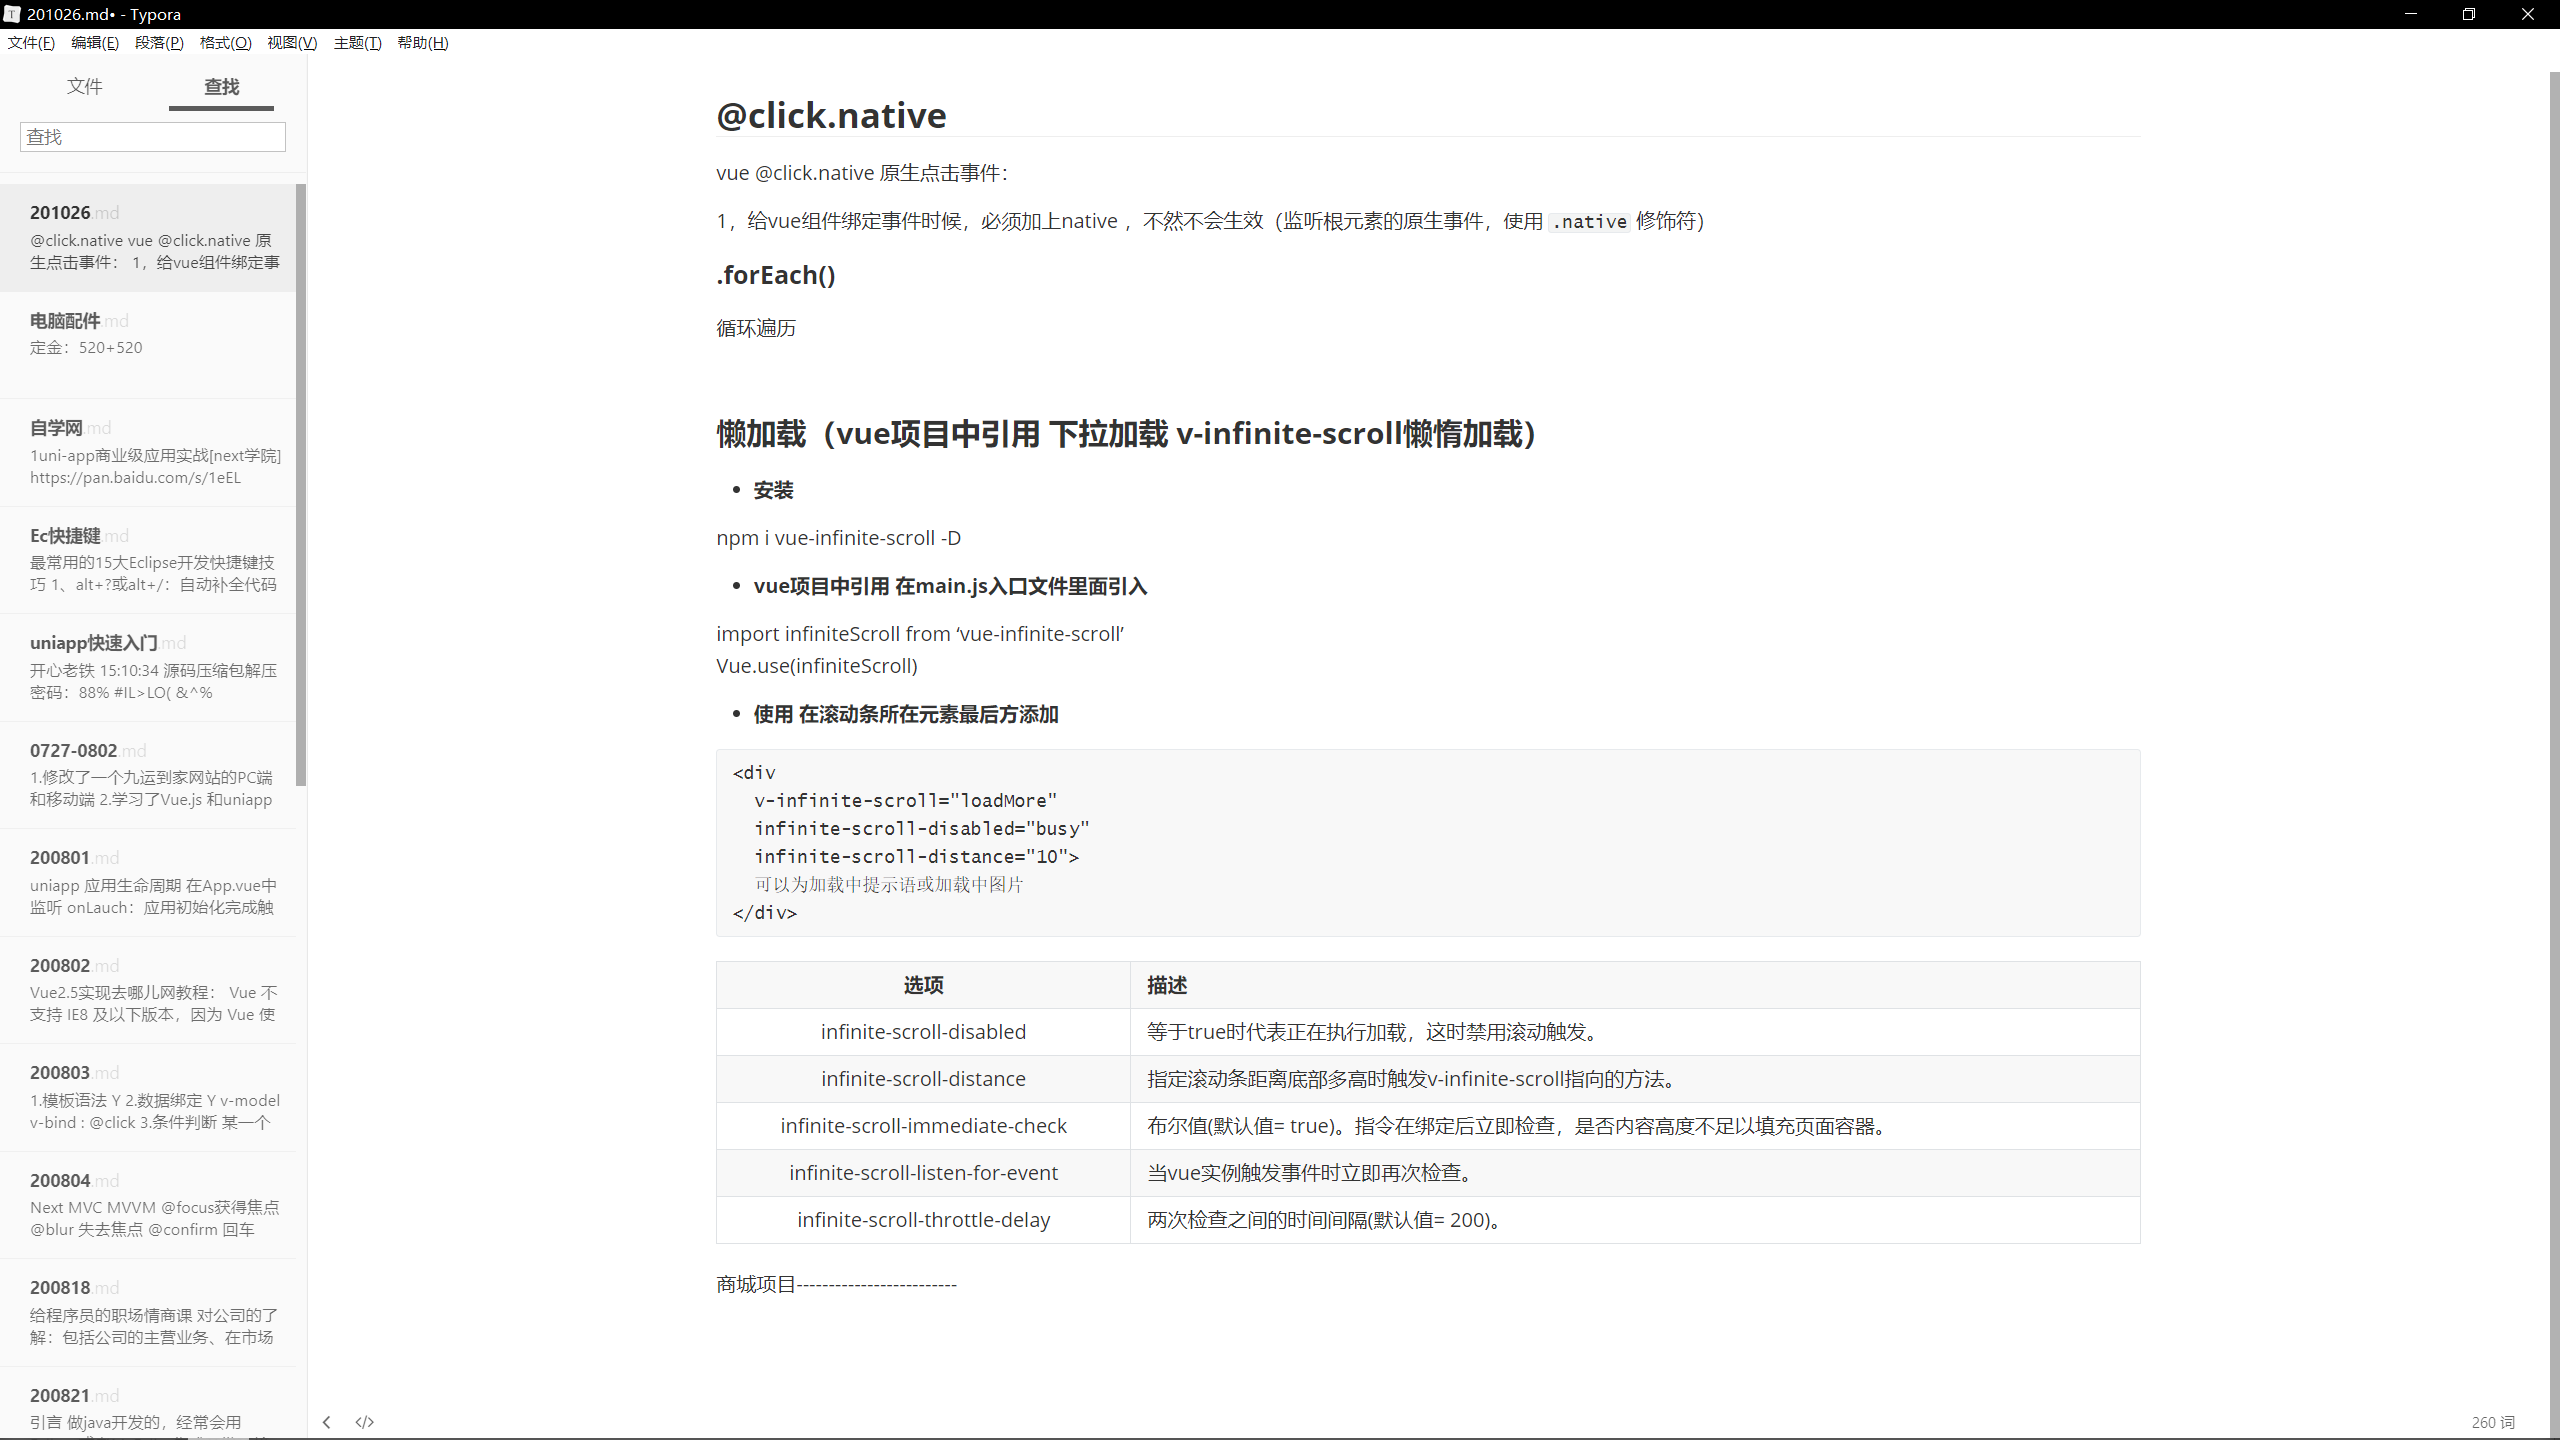 201026.md• - Typora
文件(F) 编辑(E) 段落(P) 格式(O) 视图(V) 主题(T) 帮助(H)
文件 查找
查找
201026.md
@click.native vue @click.native 原
生点击事件： 1，给vue组件绑定事
电脑配件.md
定金：520+520
自学网.md
1uni-app商业级应用实战[next学院]
https://pan.baidu.com/s/1eEL
Ec快捷键.md
最常用的15大Eclipse开发快捷键技
巧 1、alt+?或alt+/：自动补全代码
uniapp快速入门.md
开心老铁 15:10:34 源码压缩包解压
密码：88% #IL>LO( &^%
0727-0802.md
1.修改了一个九运到家网站的PC端
和移动端 2.学习了Vue.js 和uniapp
200801.md
uniapp 应用生命周期 在App.vue中
监听 onLauch：应用初始化完成触
200802.md
Vue2.5实现去哪儿网教程： Vue 不
支持 IE8 及以下版本，因为 Vue 使
200803.md
1.模板语法 Y 2.数据绑定 Y v-model
v-bind : @click 3.条件判断 某一个
200804.md
Next MVC MVVM @focus获得焦点
@blur 失去焦点 @confirm 回车
200818.md
给程序员的职场情商课 对公司的了
解：包括公司的主营业务、在市场
200821.md
引言 做java开发的，经常会用
@click.native
vue @click.native 原生点击事件：
1，给vue组件绑定事件时候，必须加上native ，不然不会生效（监听根元素的原生事件，使用 .native 修饰符）
.forEach()
循环遍历
懒加载（vue项目中引用 下拉加载 v-infinite-scroll懒惰加载）
• 安装
npm i vue-infinite-scroll -D
• vue项目中引用 在main.js入口文件里面引入
import infiniteScroll from ‘vue-infinite-scroll’
Vue.use(infiniteScroll)
• 使用 在滚动条所在元素最后方添加
<div
v-infinite-scroll="loadMore"
infinite-scroll-disabled="busy"
infinite-scroll-distance="10">
可以为加载中提示语或加载中图片
</div>
选项 描述
infinite-scroll-disabled 等于true时代表正在执行加载，这时禁用滚动触发。
infinite-scroll-distance 指定滚动条距离底部多高时触发v-infinite-scroll指向的方法。
infinite-scroll-immediate-check 布尔值(默认值= true)。指令在绑定后立即检查，是否内容高度不足以填充页面容器。
infinite-scroll-listen-for-event 当vue实例触发事件时立即再次检查。
infinite-scroll-throttle-delay 两次检查之间的时间间隔(默认值= 200)。
商城项目-------------------------
</> 260 词